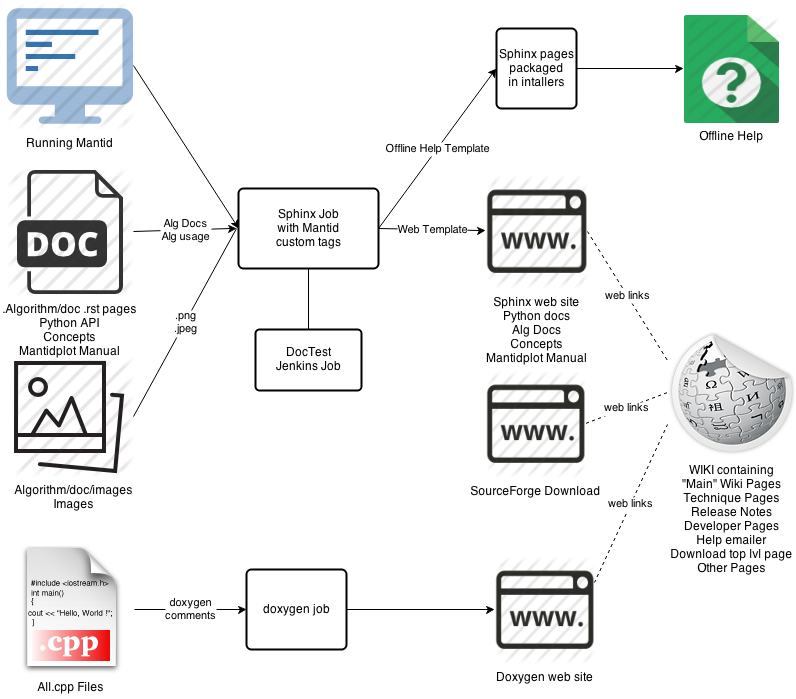 Running Mantid
DOC
.Algorithm/doc .rst pages
Python API
Concepts
Mantidplot Manual
Algorithm/doc/images
Images
#include <iostream.h>
int main()
{
cout << "Hello, World !";
}
.cpp
All.cpp Files
Alg Docs
Alg usage
.png
.jpeg
doxygen
comments
Sphinx Job
with Mantid
custom tags
DocTest
Jenkins Job
doxygen job
Offline Help Template
Web Template
Sphinx pages
packaged
in intallers
www.
Sphinx web site
Python docs
Alg Docs
Concepts
Mantidplot Manual
www.
SourceForge Download
www.
Doxygen web site
web links
web links
web links
Offline Help
?
Ω
И
祖
WIKI containing
"Main" Wiki Pages
Technique Pages
Release Notes
Developer Pages
Help emailer
Download top lvl page
Other Pages